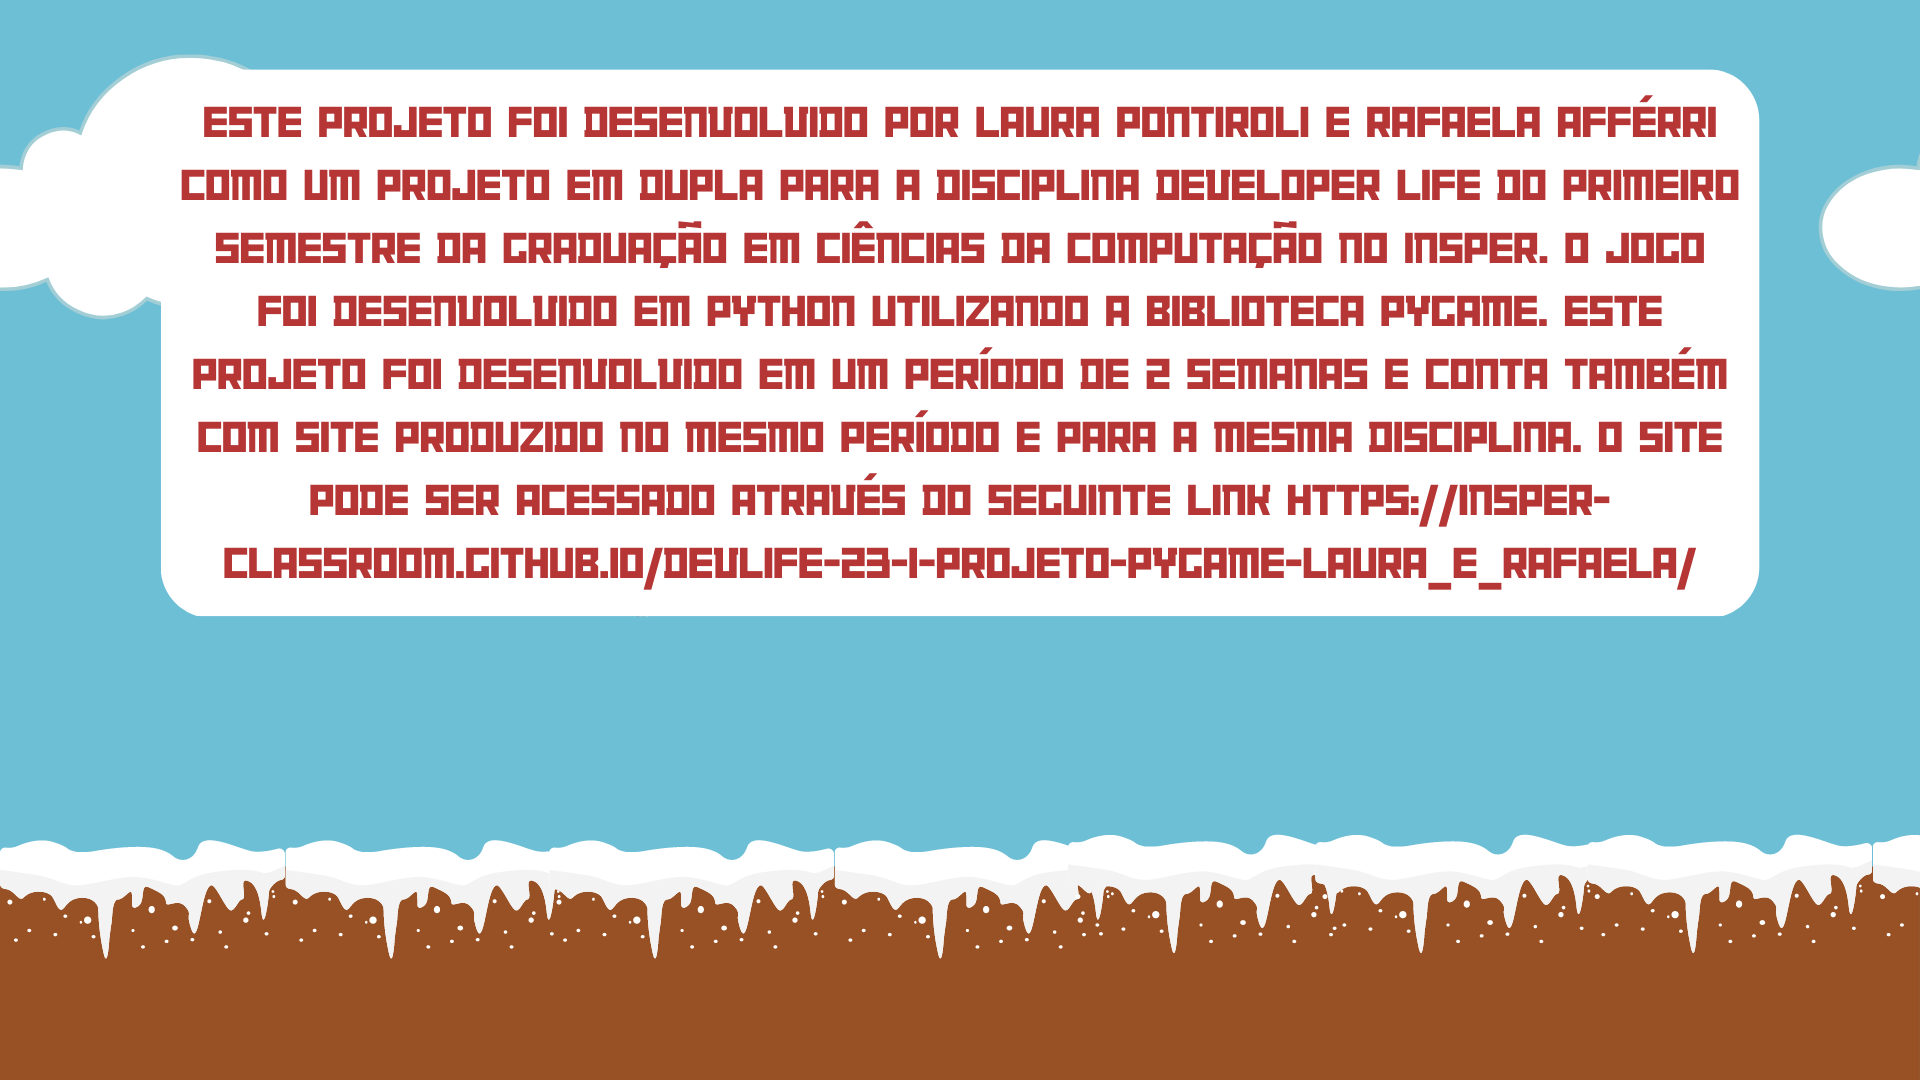 ESTE PROJETO FOI DESENVOLVIDO POR LAURA PONTIROLI E RAFAELA AFFÉRRI
COMO UM PROJETO EM DUPLA PARA A DISCIPLINA DEVELOPER LIFE DO PRIMEIRO
SEMESTRE DA GRADUAÇÃO EM CIÊNCIAS DA COMPUTAÇÃO NO INSPER. O JOGO
FOI DESENVOLVIDO EM PYTHON UTILIZANDO A BIBLIOTECA PYGAME. ESTE
PROJETO FOI DESENVOLVIDO EM UM PERÍODO DE 2 SEMANAS E CONTA TAMBÉM
COM SITE PRODUZIDO NO MESMO PERÍODO E PARA A MESMA DISCIPLINA. O SITE
PODE SER ACESSADO ATRAVÉS DO SEGUINTE LINK HTTPS://INSPER-
CLASSROOM.GITHUB.IO/DEVLIFE-23-1-PROJETO-PYGAME-LAURA_E_RAFAELA/